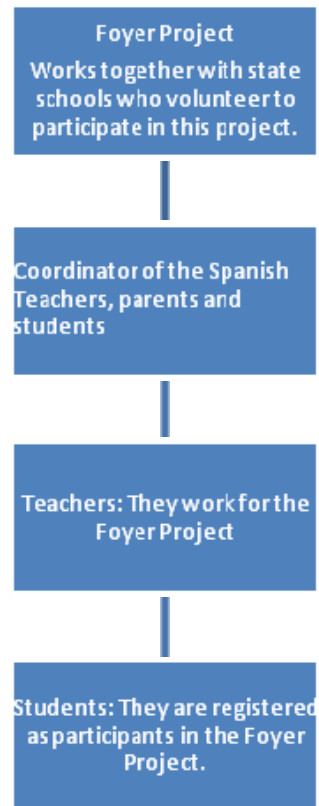 Foyer Project
Works together with state
schools who volunteer to
participate in this project.
Coordinator of the Spanish
Teachers, parents and
students
Teachers: They work for the
Foyer Project
Students: They are registered
as participants in the Foyer
Project.